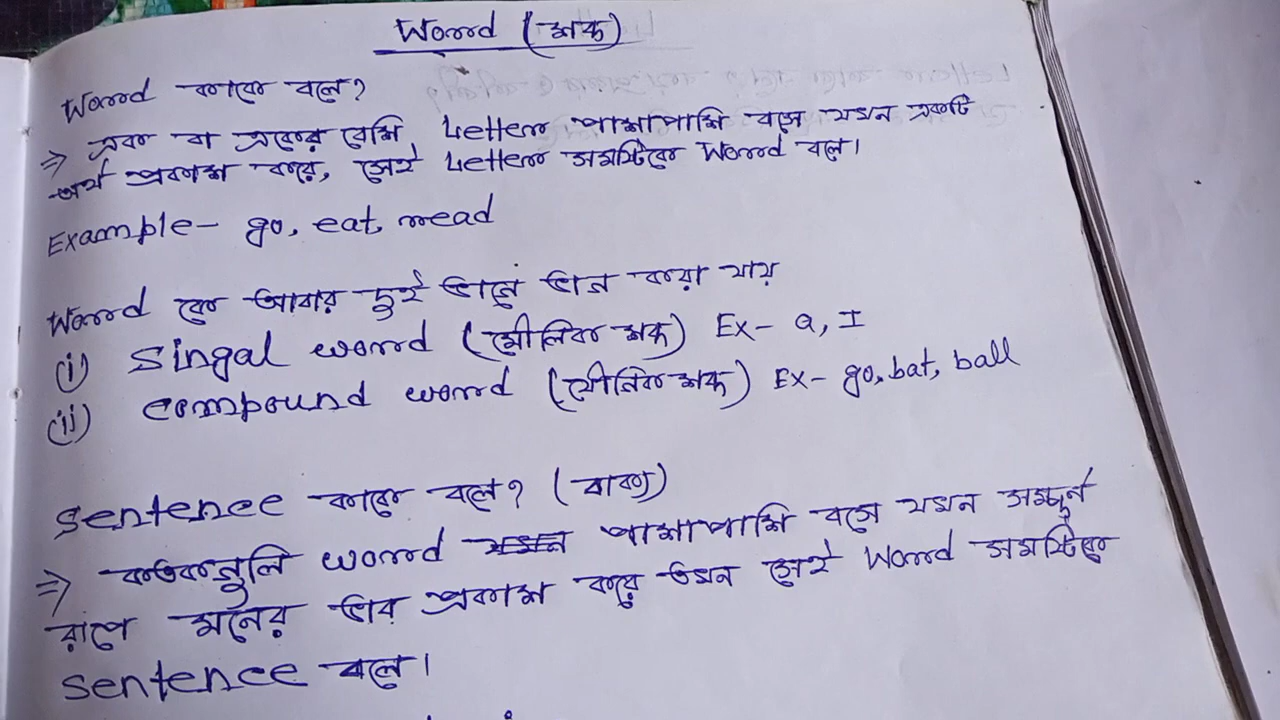 Word (শব্দ)
Word কাকে বলে?
⇒ এক বা একের বেশি Letter পাশাপাশি বসে যখন একটি
অর্থ প্রকাশ করে, সেই Letter সমষ্টিকে Word বলে।
Example- go, eat, read
Word কে আবার দুই ভাগে ভাগ করা যায়
(i) Singal word (মৌলিক শব্দ) Ex- a, I
(ii) compound word (যৌগিক শব্দ) Ex- go, bat, ball
Sentence কাকে বলে? (বাক্য)
⇒ কতকগুলি word যখন পাশাপাশি বসে যখন সম্পূর্ন
রূপে মনের ভাব প্রকাশ করে তখন সেই Word সমষ্টিকে
Sentence বলে।